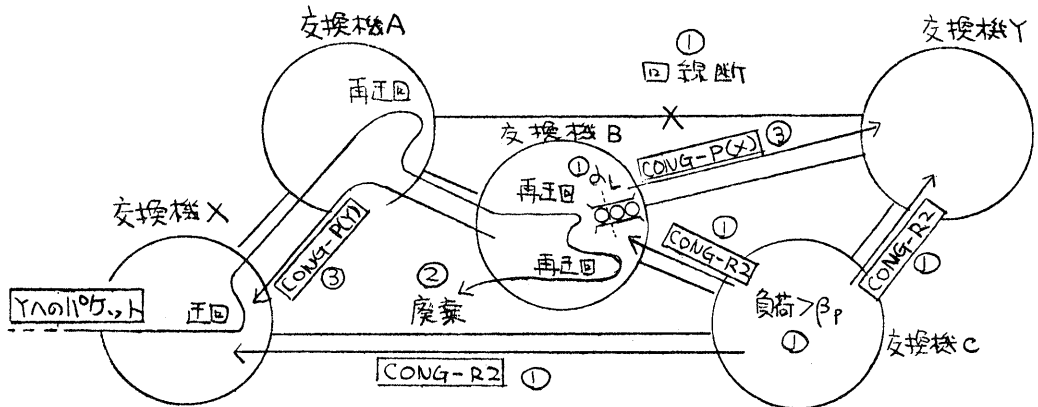 交換機A
交換機Y
①
回線断
再迂回
×
交換機B
CONG-P(X) ③
① αL
再迂回
交換機X
CONG-P(Y)
③
①
CONG-R2
CONG-R2
①
再迂回
②
廃棄
Yへのパケット
迂回
負荷>βP
①
交換機C
CONG-R2 ①